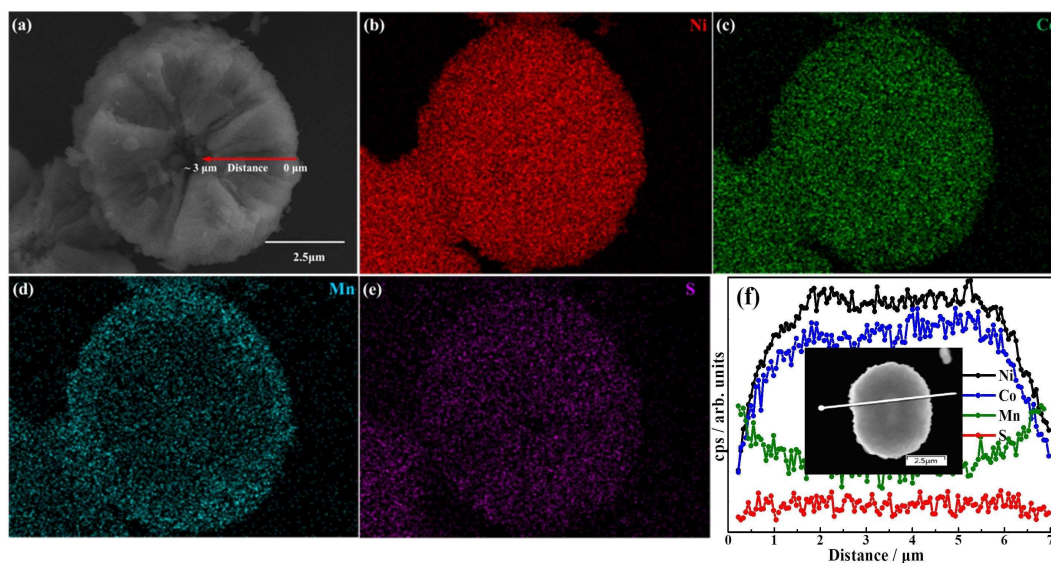 (a)
~ 3 μm Distance 0 μm
2.5μm
(b) Ni
(c) Co
(d) Mn
(e) S
(f)
cps / arb. units
Ni
Co
Mn
S
2.5μm
0 1 2 3 4 5 6 7
Distance / μm